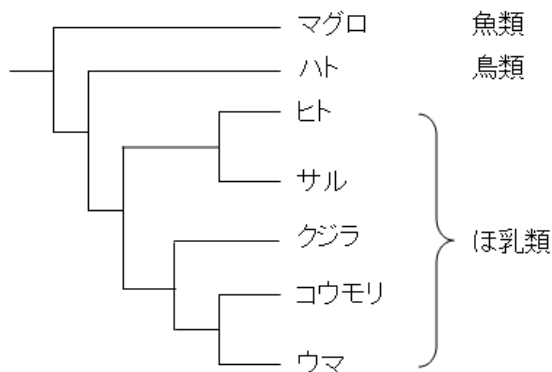 マグロ 魚類
ハト 鳥類
ヒト
サル
クジラ
ほ乳類
コウモリ
ウマ